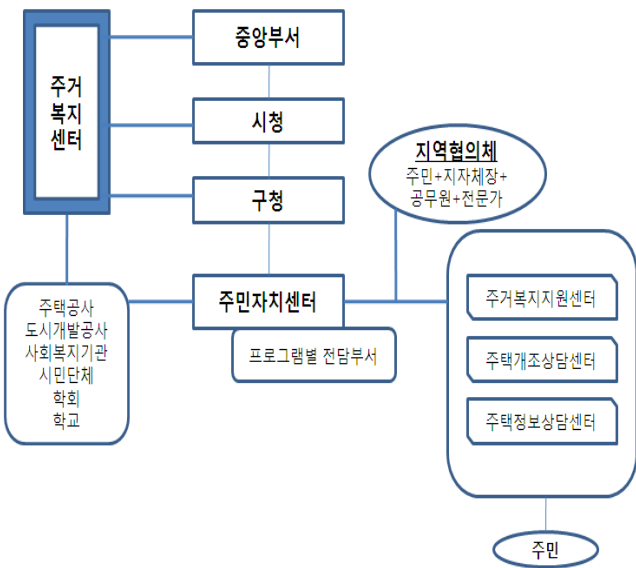 주거
복지
센터
중앙부서
시청
구청
지역협의체
주민+지자체장+
공무원+전문가
주민자치센터
프로그램별 전담부서
주택공사
도시개발공사
사회복지기관
시민단체
학회
학교
주거복지지원센터
주택개조상담센터
주택정보상담센터
주민